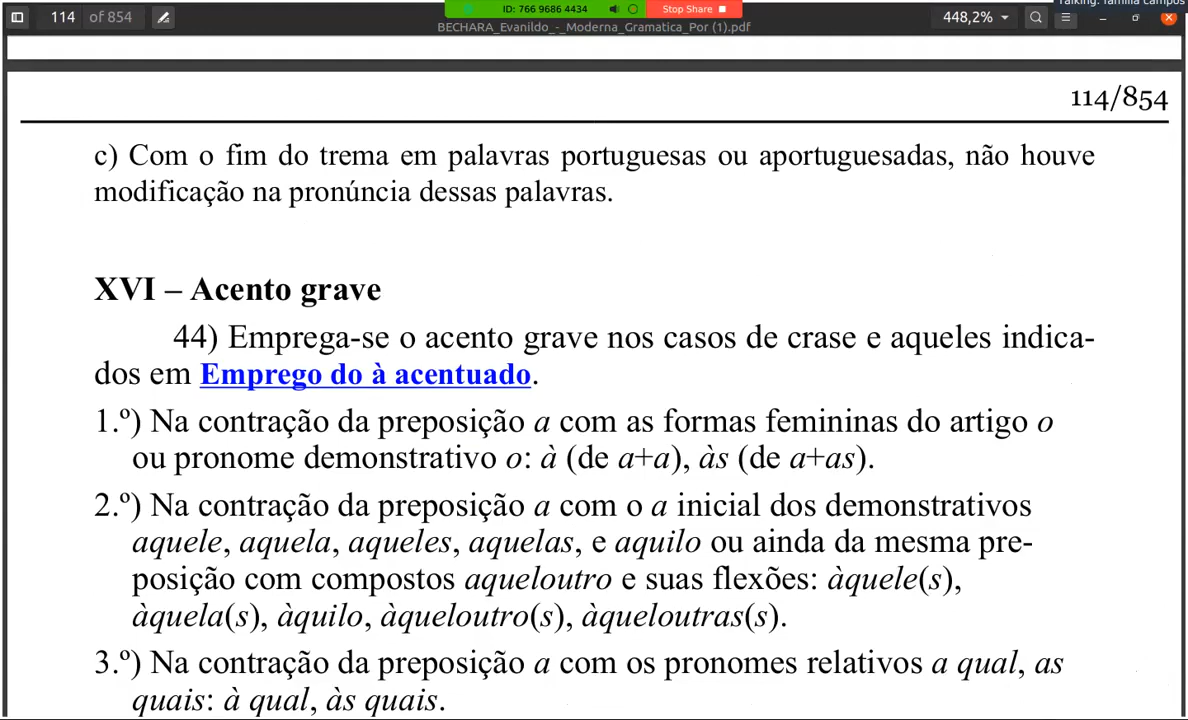 Talking: família campos
114 of 854
ID: 766 9686 4434
Stop Share
BECHARA_Evanildo_-_Moderna_Gramatica_Por (1).pdf
448,2%
114/854
c) Com o fim do trema em palavras portuguesas ou aportuguesadas, não houve
modificação na pronúncia dessas palavras.
XVI – Acento grave
44) Emprega-se o acento grave nos casos de crase e aqueles indica-
dos em Emprego do à acentuado.
1.º) Na contração da preposição a com as formas femininas do artigo o
ou pronome demonstrativo o: à (de a+a), às (de a+as).
2.º) Na contração da preposição a com o a inicial dos demonstrativos
aquele, aquela, aqueles, aquelas, e aquilo ou ainda da mesma pre-
posição com compostos aqueloutro e suas flexões: àquele(s),
àquela(s), àquilo, àqueloutro(s), àqueloutras(s).
3.º) Na contração da preposição a com os pronomes relativos a qual, as
quais: à qual, às quais.